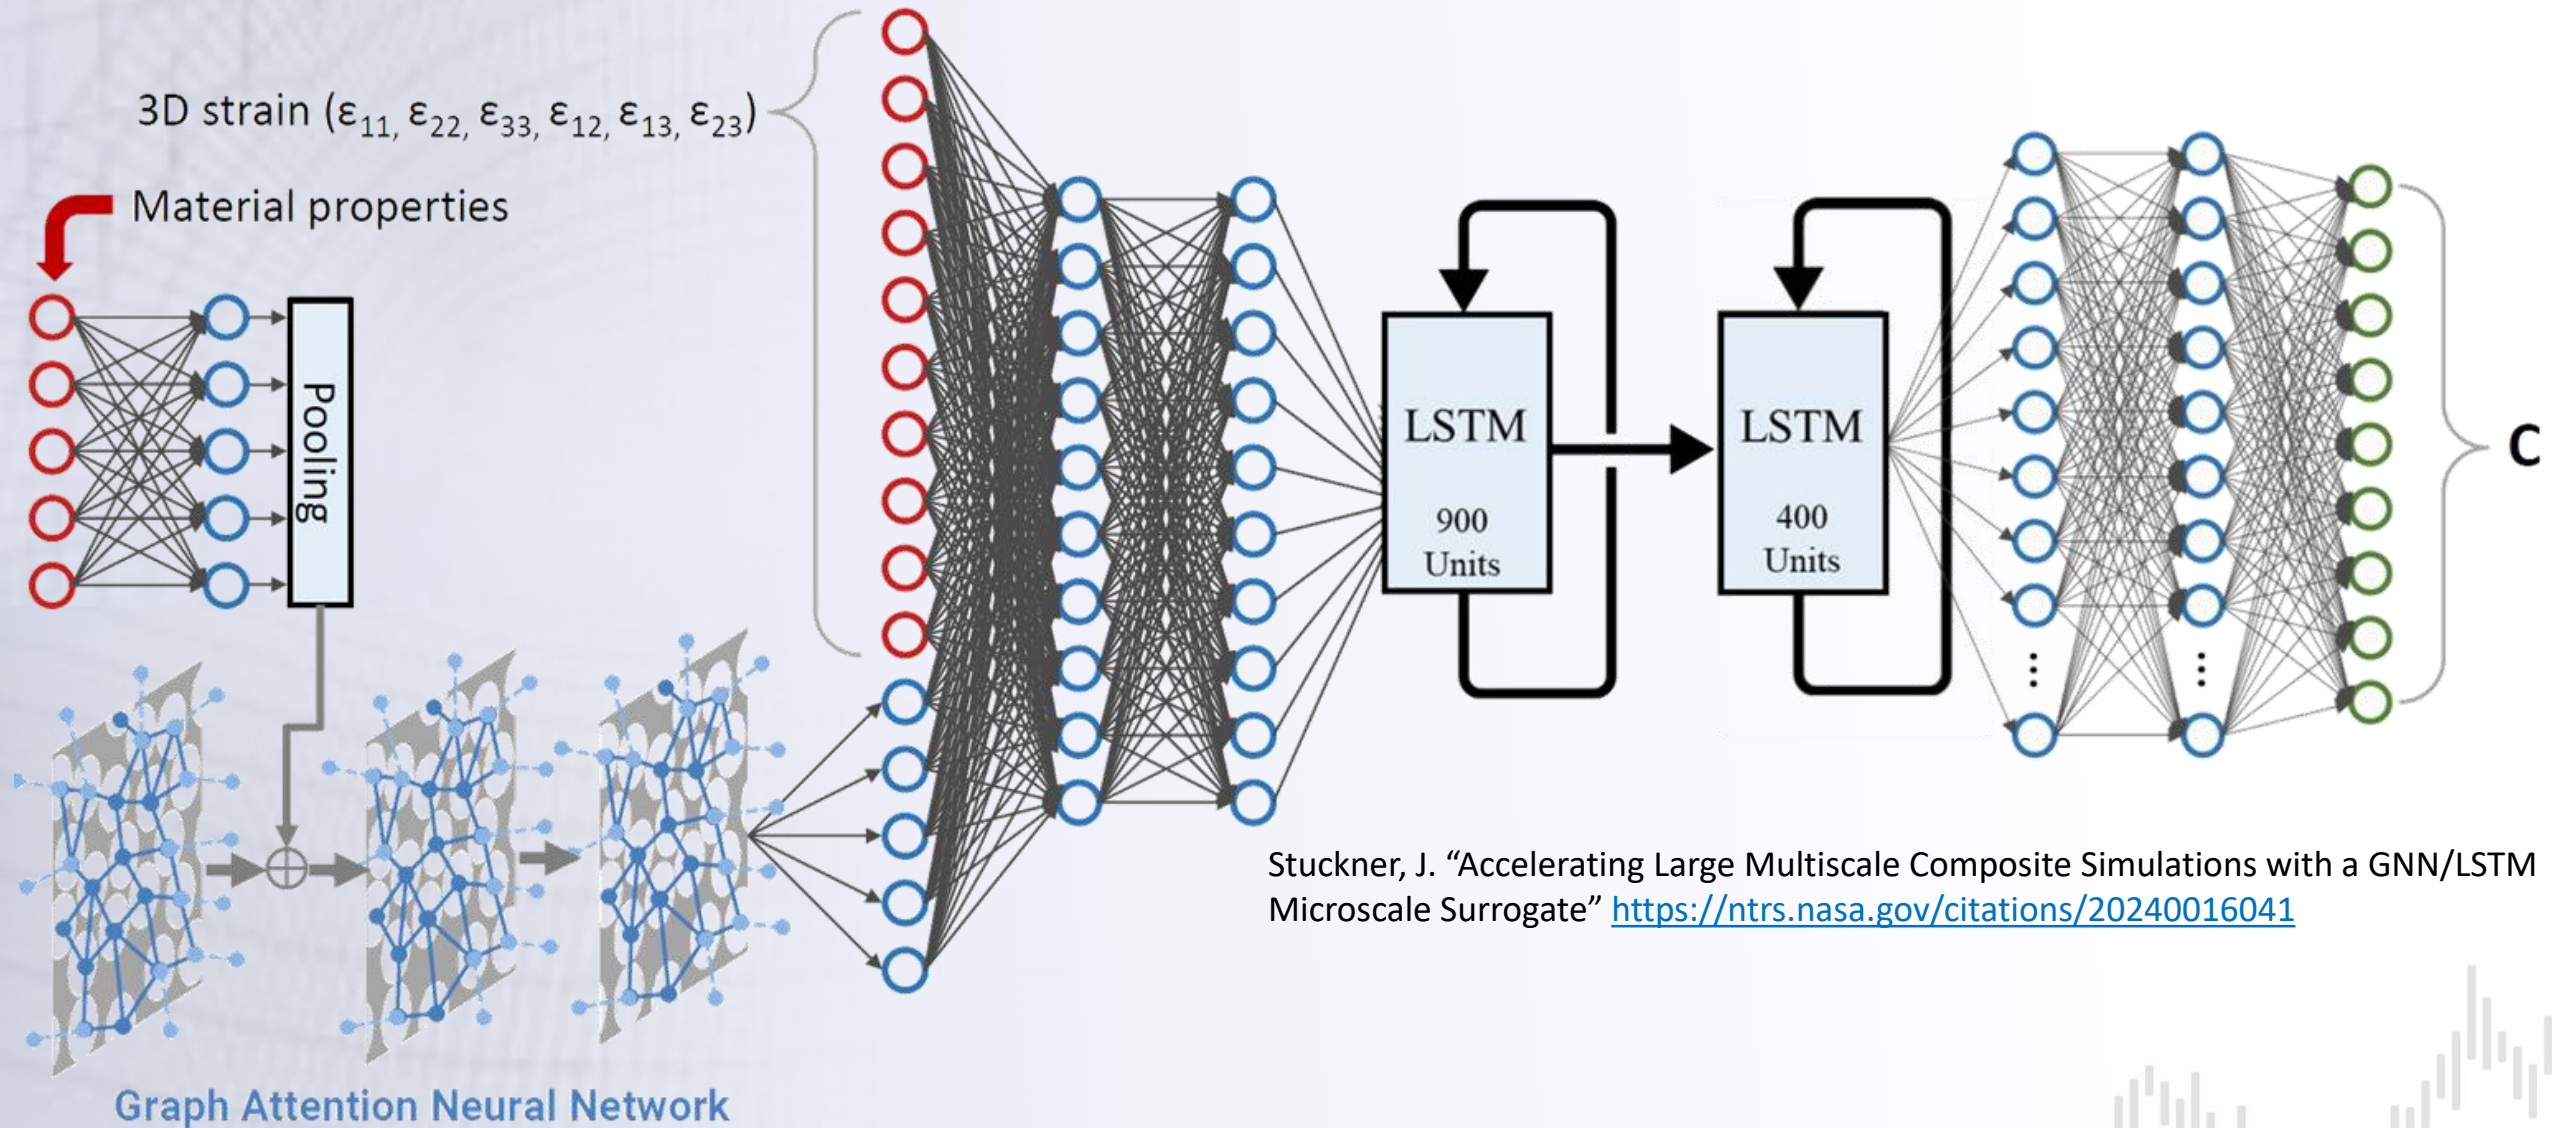 3D strain (ε11, ε22, ε33, ε12, ε13, ε23)
Material properties
Pooling
LSTM
900
Units
LSTM
400
Units
...
...
C
Stuckner, J. “Accelerating Large Multiscale Composite Simulations with a GNN/LSTM
Microscale Surrogate” https://ntrs.nasa.gov/citations/20240016041
Graph Attention Neural Network